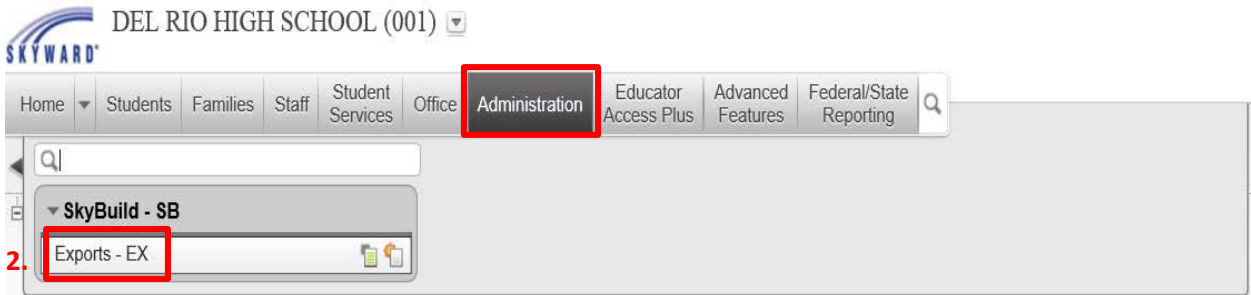 DEL RIO HIGH SCHOOL (001)
SKYWARD®
Home Students Families Staff Student Services Office Administration Educator Access Plus Advanced Features Federal/State Reporting
SkyBuild - SB
2. Exports - EX